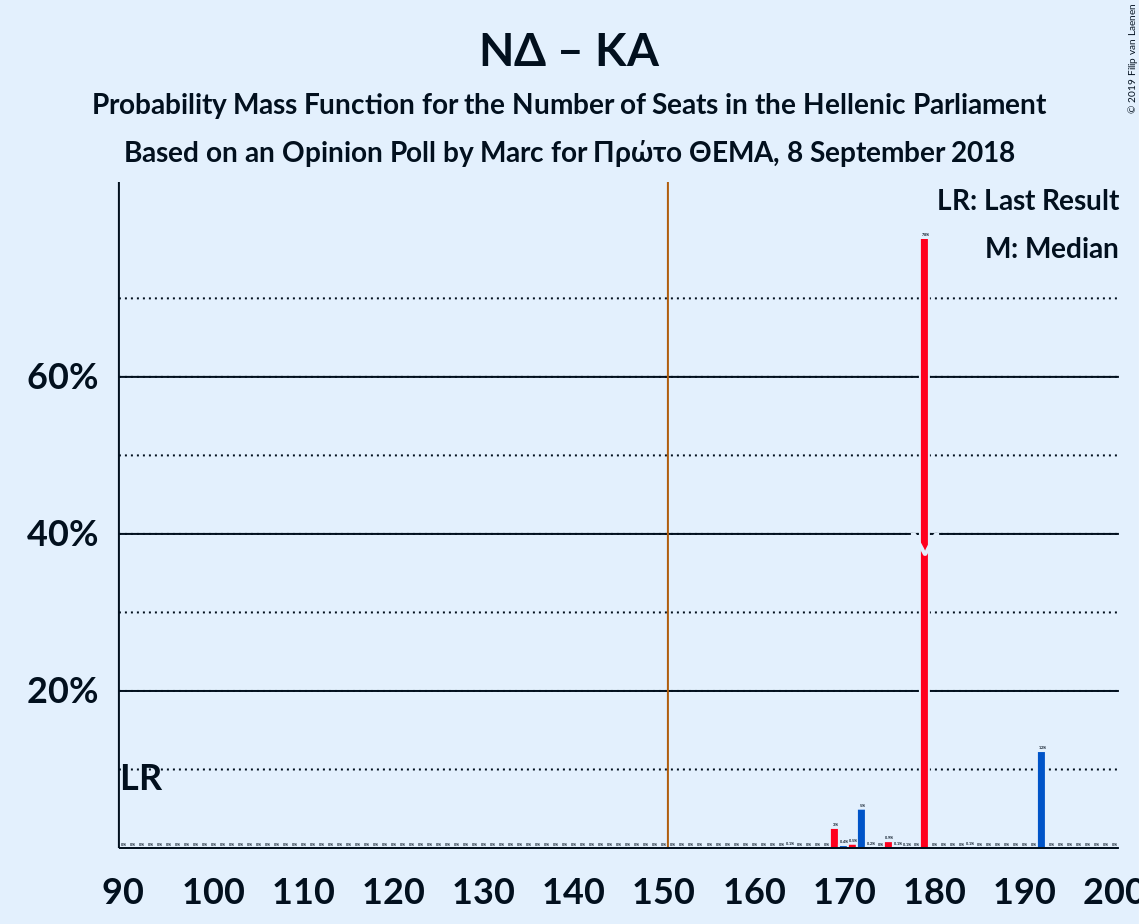 ΝΔ – ΚΑ
Probability Mass Function for the Number of Seats in the Hellenic Parliament
Based on an Opinion Poll by Marc for Πρώτο ΘΕΜΑ, 8 September 2018
© 2019 Filip van Laenen
LR: Last Result
M: Median
60%
40%
20%
LR
90 100 110 120 130 140 150 160 170 180 190 200